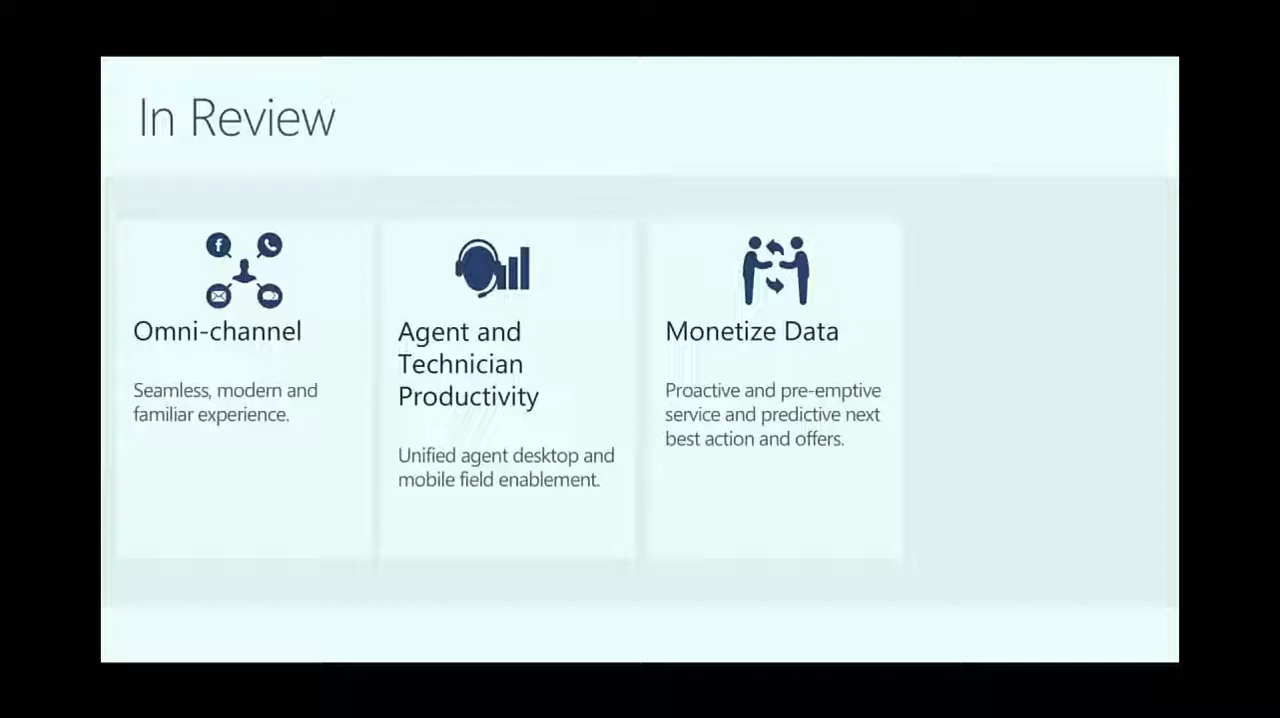 In Review
Omni-channel
Seamless, modern and
familiar experience.
Agent and
Technician
Productivity
Unified agent desktop and
mobile field enablement.
Monetize Data
Proactive and pre-emptive
service and predictive next
best action and offers.